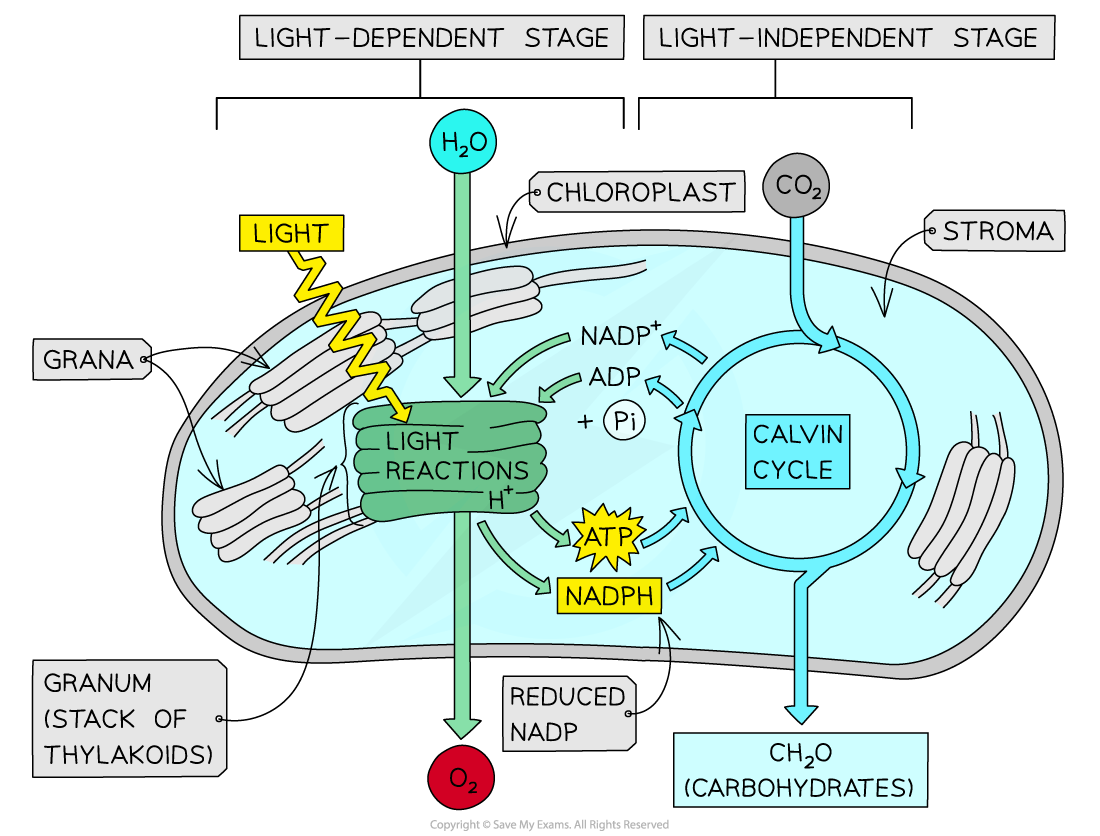 LIGHT-DEPENDENT STAGE
LIGHT-INDEPENDENT STAGE
H₂O
CHLOROPLAST
CO₂
LIGHT
STROMA
GRANA
NADP⁺
ADP
+ Pi
LIGHT
REACTIONS
H⁺
CALVIN
CYCLE
ATP
NADPH
GRANUM
(STACK OF
THYLAKOIDS)
REDUCED
NADP
O₂
CH₂O
(CARBOHYDRATES)
Copyright © Save My Exams. All Rights Reserved